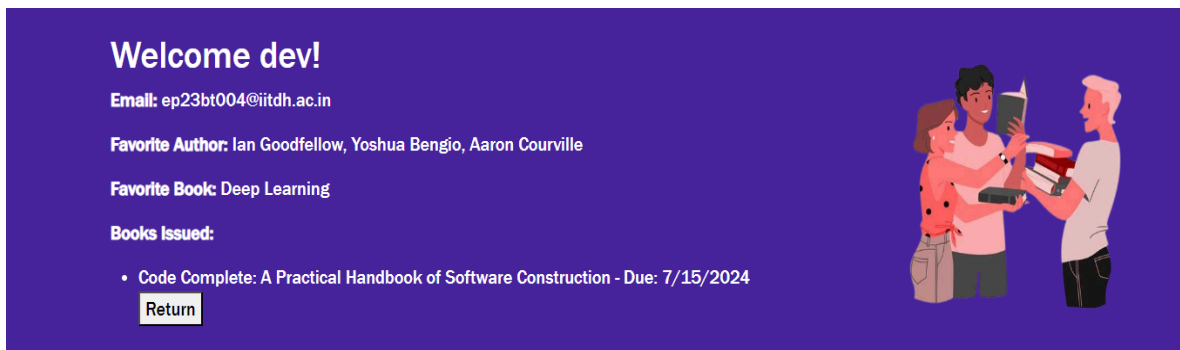 Welcome dev!
Email: ep23bt004@iitdh.ac.in
Favorite Author: Ian Goodfellow, Yoshua Bengio, Aaron Courville
Favorite Book: Deep Learning
Books Issued:
• Code Complete: A Practical Handbook of Software Construction - Due: 7/15/2024
Return